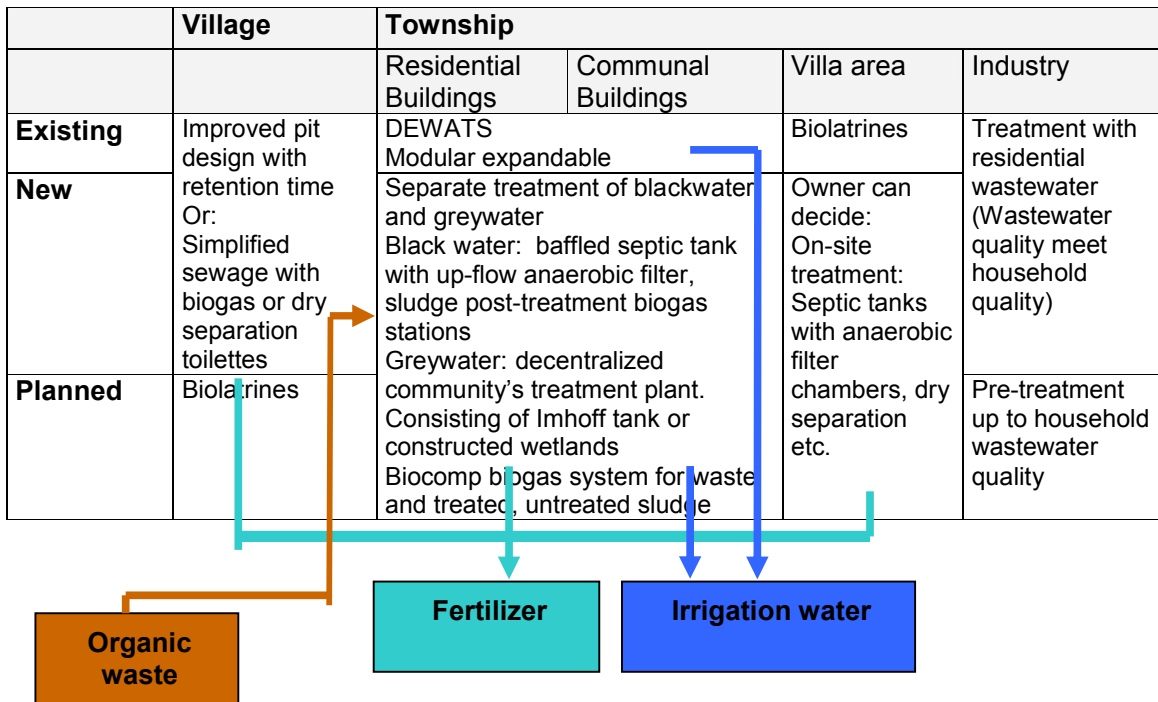 Village
Township
Residential
Buildings
Communal
Buildings
Villa area
Industry
Existing
Improved pit
design with
retention time
Or:
Simplified
sewage with
biogas or dry
separation
toilettes
DEWATS
Modular expandable
Biolatrines
Treatment with
residential
wastewater
(Wastewater
quality meet
household
quality)
New
Separate treatment of blackwater
and greywater
Black water: baffled septic tank
with up-flow anaerobic filter,
sludge post-treatment biogas
stations
Greywater: decentralized
community's treatment plant.
Consisting of Imhoff tank or
constructed wetlands
Biocomp biogas system for waste
and treated, untreated sludge
Owner can
decide:
On-site
treatment:
Septic tanks
with anaerobic
filter
chambers, dry
separation
etc.
Planned
Biolatrines
Pre-treatment
up to household
wastewater
quality
Fertilizer
Irrigation water
Organic
waste